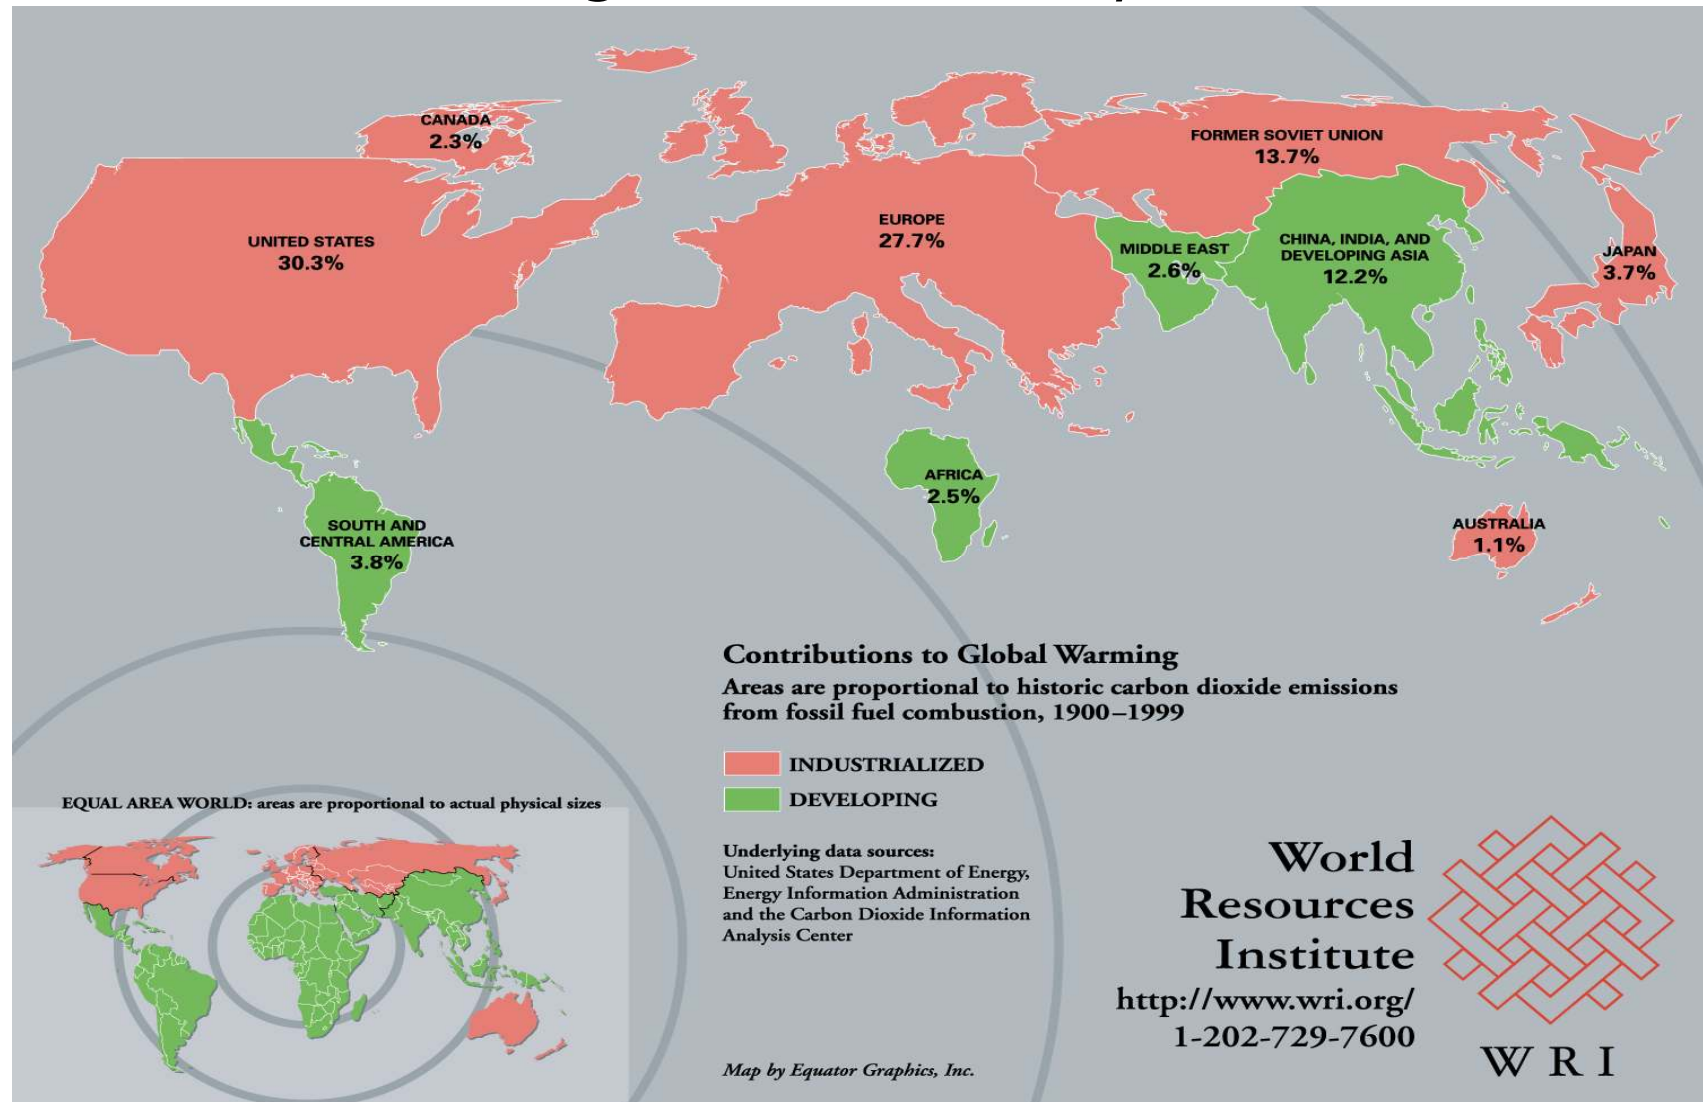 CANADA
2.3%
FORMER SOVIET UNION
13.7%
UNITED STATES
30.3%
EUROPE
27.7%
MIDDLE EAST
2.6%
CHINA, INDIA, AND
DEVELOPING ASIA
12.2%
JAPAN
3.7%
AFRICA
2.5%
SOUTH AND
CENTRAL AMERICA
3.8%
AUSTRALIA
1.1%
Contributions to Global Warming
Areas are proportional to historic carbon dioxide emissions
from fossil fuel combustion, 1900–1999
INDUSTRIALIZED
DEVELOPING
EQUAL AREA WORLD: areas are proportional to actual physical sizes
Underlying data sources:
United States Department of Energy,
Energy Information Administration
and the Carbon Dioxide Information
Analysis Center
Map by Equator Graphics, Inc.
World
Resources
Institute
http://www.wri.org/
1-202-729-7600
W R I